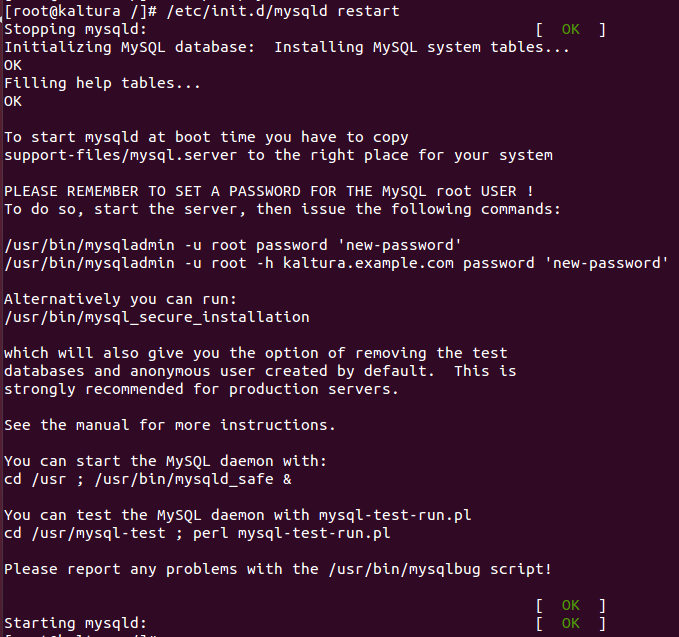 [root@kaltura /]# /etc/init.d/mysqld restart
Stopping mysqld:                                           [  OK  ]
Initializing MySQL database:  Installing MySQL system tables...
OK
Filling help tables...
OK

To start mysqld at boot time you have to copy
support-files/mysql.server to the right place for your system

PLEASE REMEMBER TO SET A PASSWORD FOR THE MySQL root USER !
To do so, start the server, then issue the following commands:

/usr/bin/mysqladmin -u root password 'new-password'
/usr/bin/mysqladmin -u root -h kaltura.example.com password 'new-password'

Alternatively you can run:
/usr/bin/mysql_secure_installation

which will also give you the option of removing the test
databases and anonymous user created by default.  This is
strongly recommended for production servers.

See the manual for more instructions.

You can start the MySQL daemon with:
cd /usr ; /usr/bin/mysqld_safe &

You can test the MySQL daemon with mysql-test-run.pl
cd /usr/mysql-test ; perl mysql-test-run.pl

Please report any problems with the /usr/bin/mysqlbug script!

                                                           [  OK  ]
Starting mysqld:                                           [  OK  ]